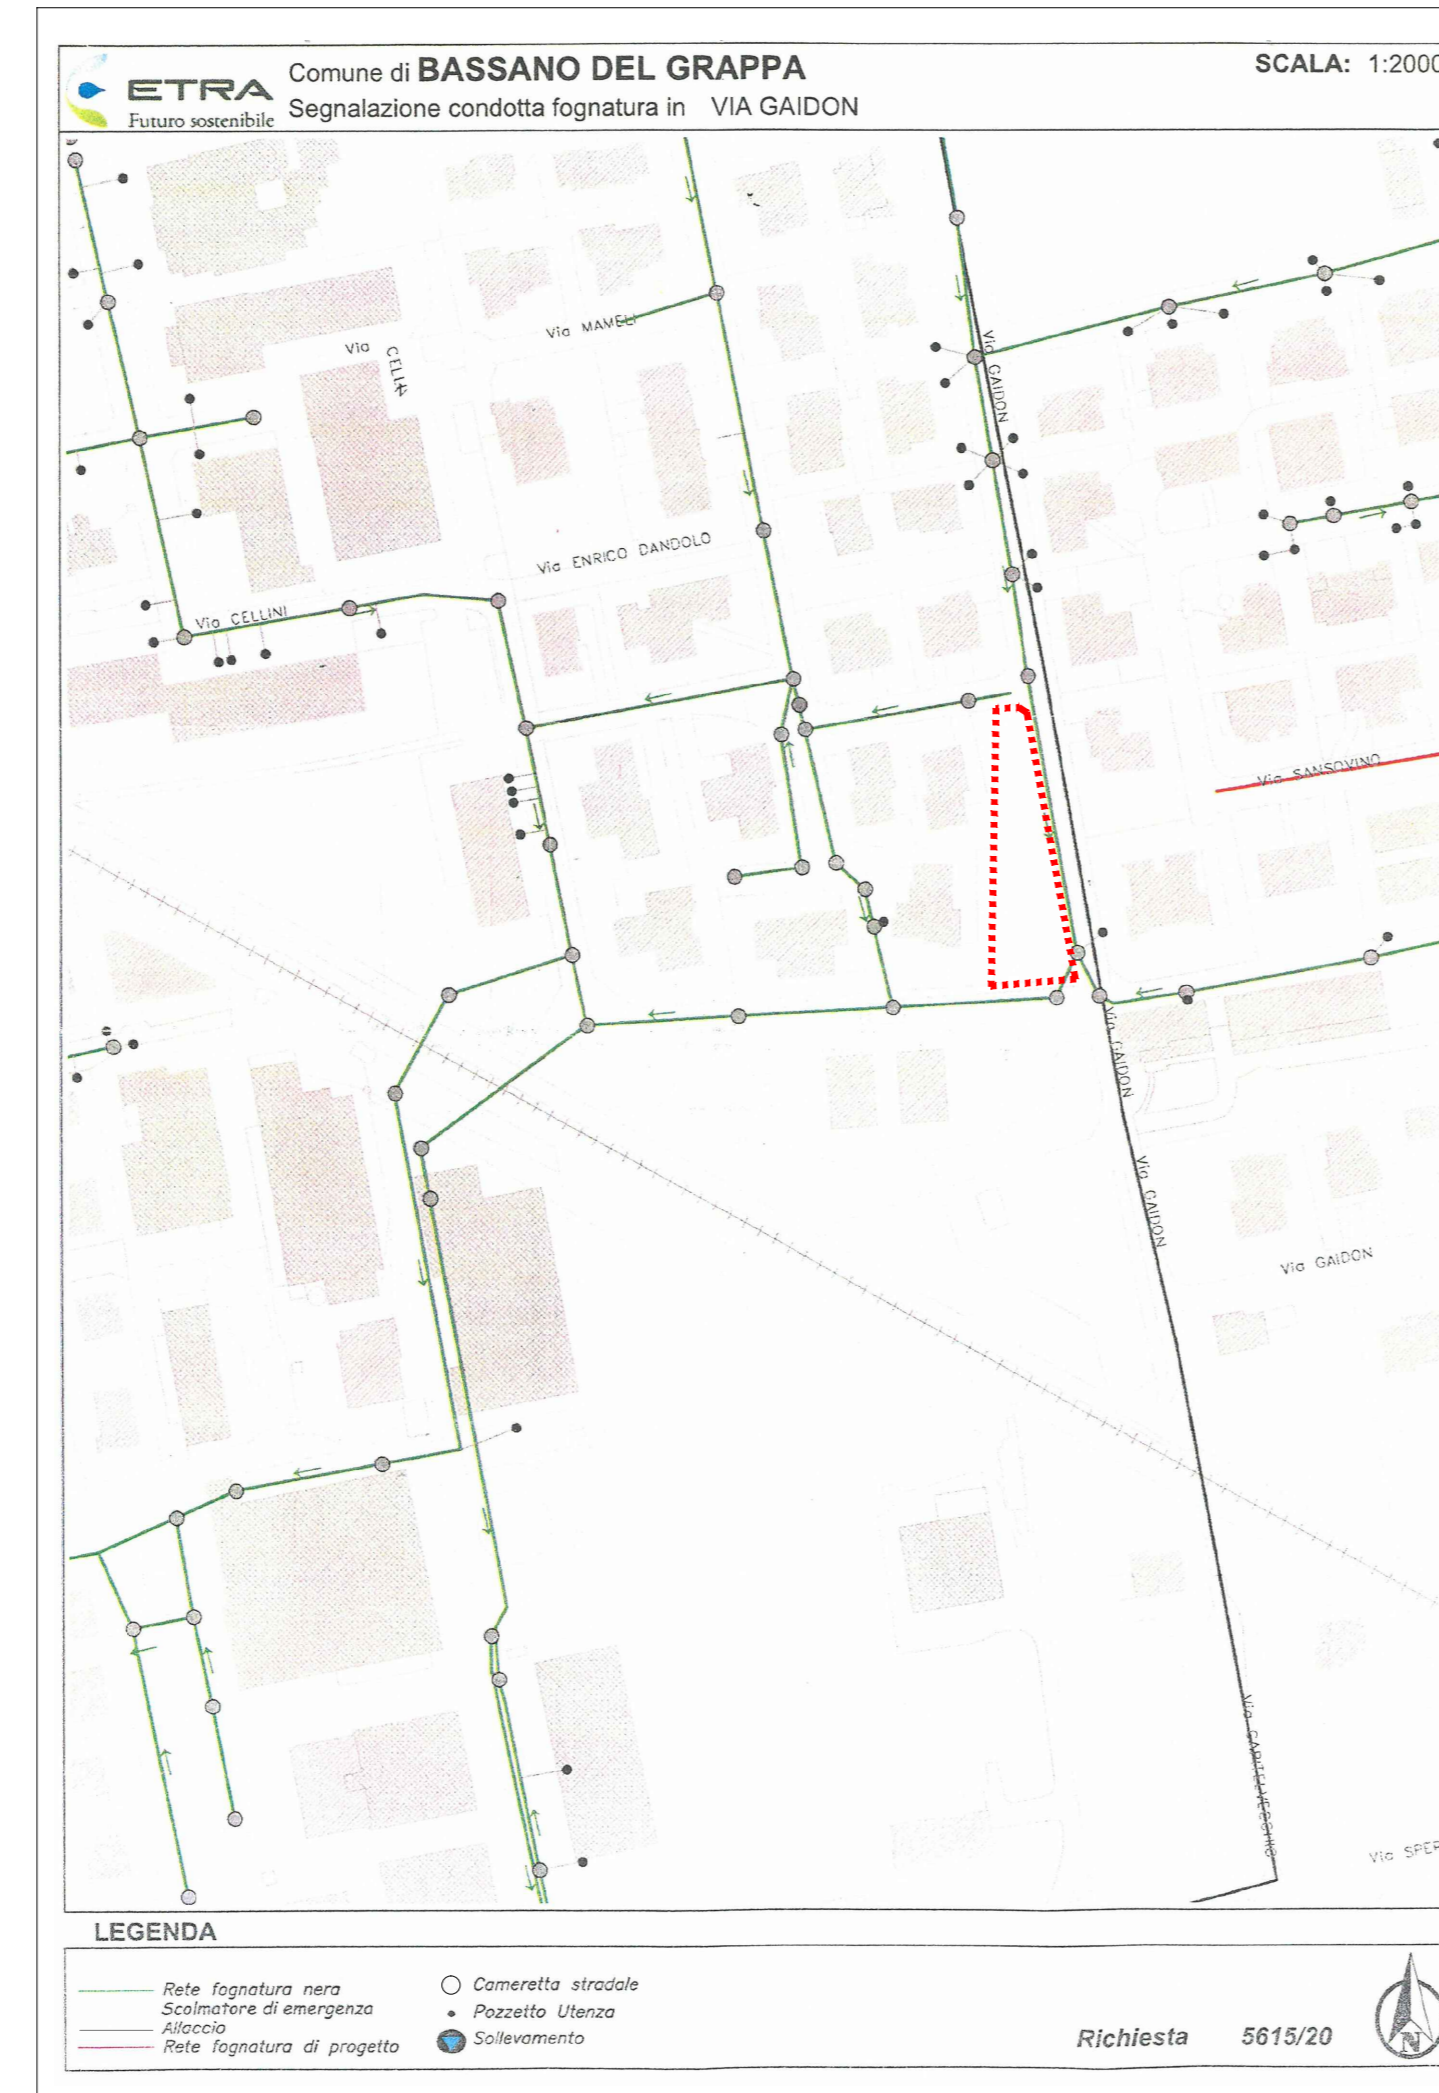 ETRA
Futuro sostenibile
Comune di BASSANO DEL GRAPPA
Segnalazione condotta fognatura in VIA GAIDON
SCALA: 1:2000
Via MAMELI
Via
CELLINI
Via GAIDON
Via ENRICO DANDOLO
Via CELLINI
Via SANSOVINO
Via GAIDON
Via GAIDON
Via GAIDON
Via CAPITELVECCHIO
Via SPER
LEGENDA
Rete fognatura nera
Scolmatore di emergenza
Allaccio
Rete fognatura di progetto
Cameretta stradale
Pozzetto Utenza
Sollevamento
Richiesta 5615/20
N